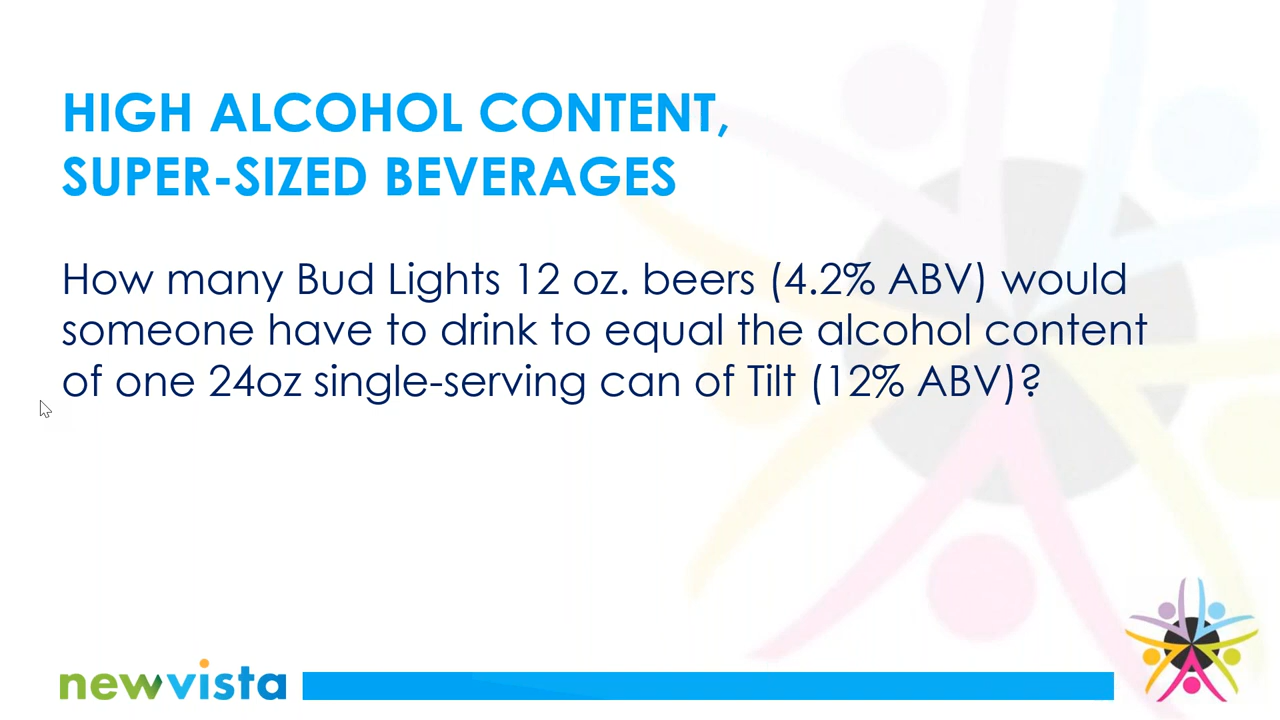 HIGH ALCOHOL CONTENT,
SUPER-SIZED BEVERAGES
How many Bud Lights 12 oz. beers (4.2% ABV) would
someone have to drink to equal the alcohol content
of one 24oz single-serving can of Tilt (12% ABV)?
newvista